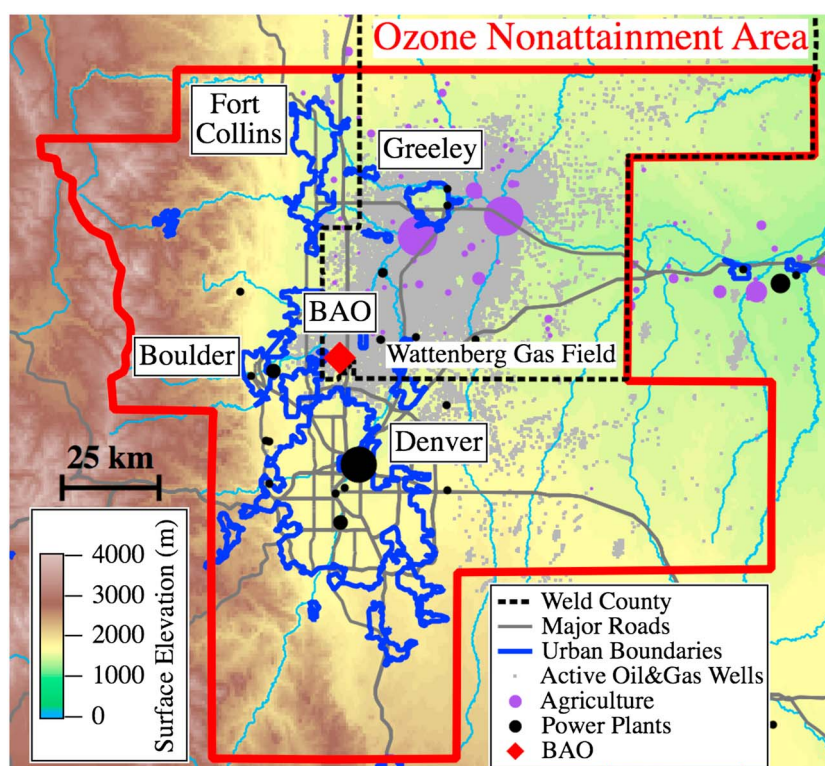 Ozone Nonattainment Area
Fort
Collins
Greeley
BAO
Boulder
Wattenberg Gas Field
Denver
25 km
4000
3000
2000
1000
0
Surface Elevation (m)
Weld County
Major Roads
Urban Boundaries
Active Oil&Gas Wells
Agriculture
Power Plants
BAO